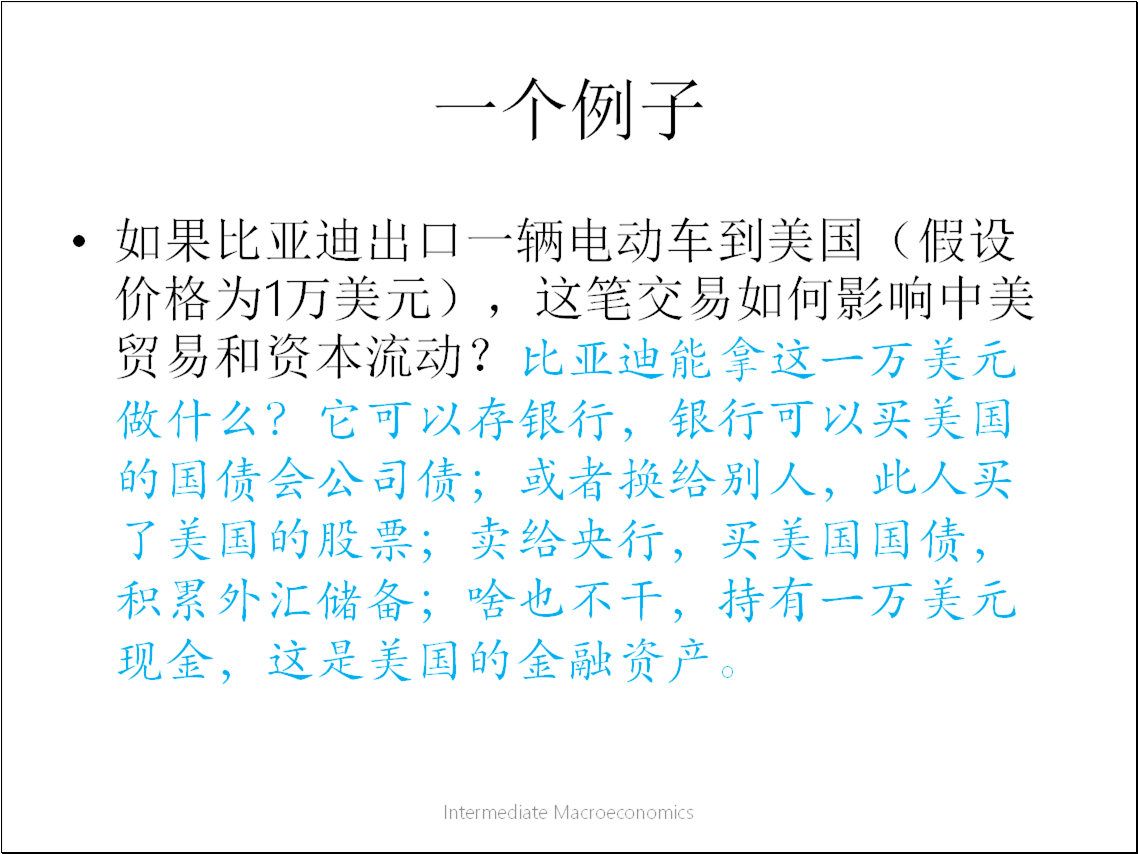 一个例子
• 如果比亚迪出口一辆电动车到美国（假设
价格为1万美元），这笔交易如何影响中美
贸易和资本流动？比亚迪能拿这一万美元
做什么？它可以存银行，银行可以买美国
的国债会公司债；或者换给别人，此人买
了美国的股票；卖给央行，买美国国债，
积累外汇储备；啥也不干，持有一万美元
现金，这是美国的金融资产。
Intermediate Macroeconomics